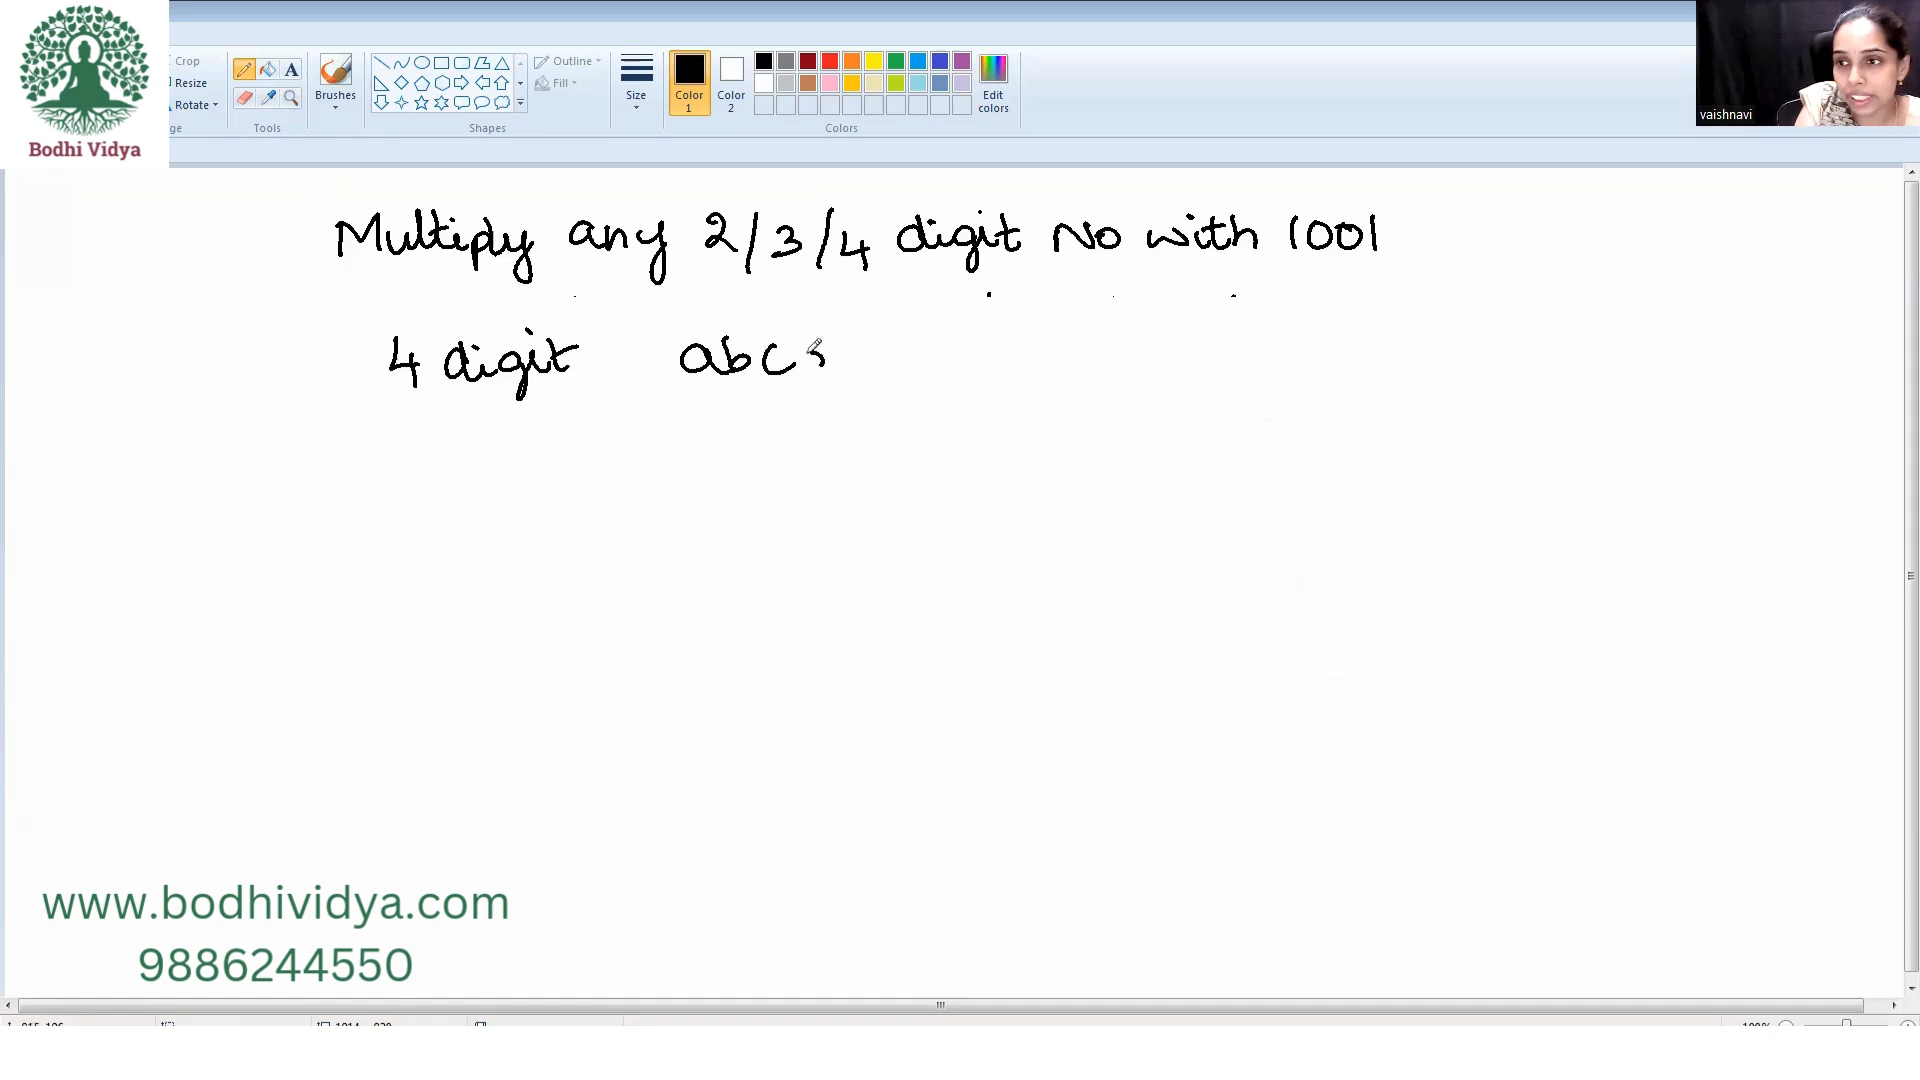 Crop
Resize
Rotate
Brushes
Outline
Fill
Size
Color 1
Color 2
Edit colors
Tools
Shapes
Colors
Bodhi Vidya
vaishnavi
Multiply any 2/3/4 digit No with 1001
4 digit abc
www.bodhividya.com
9886244550